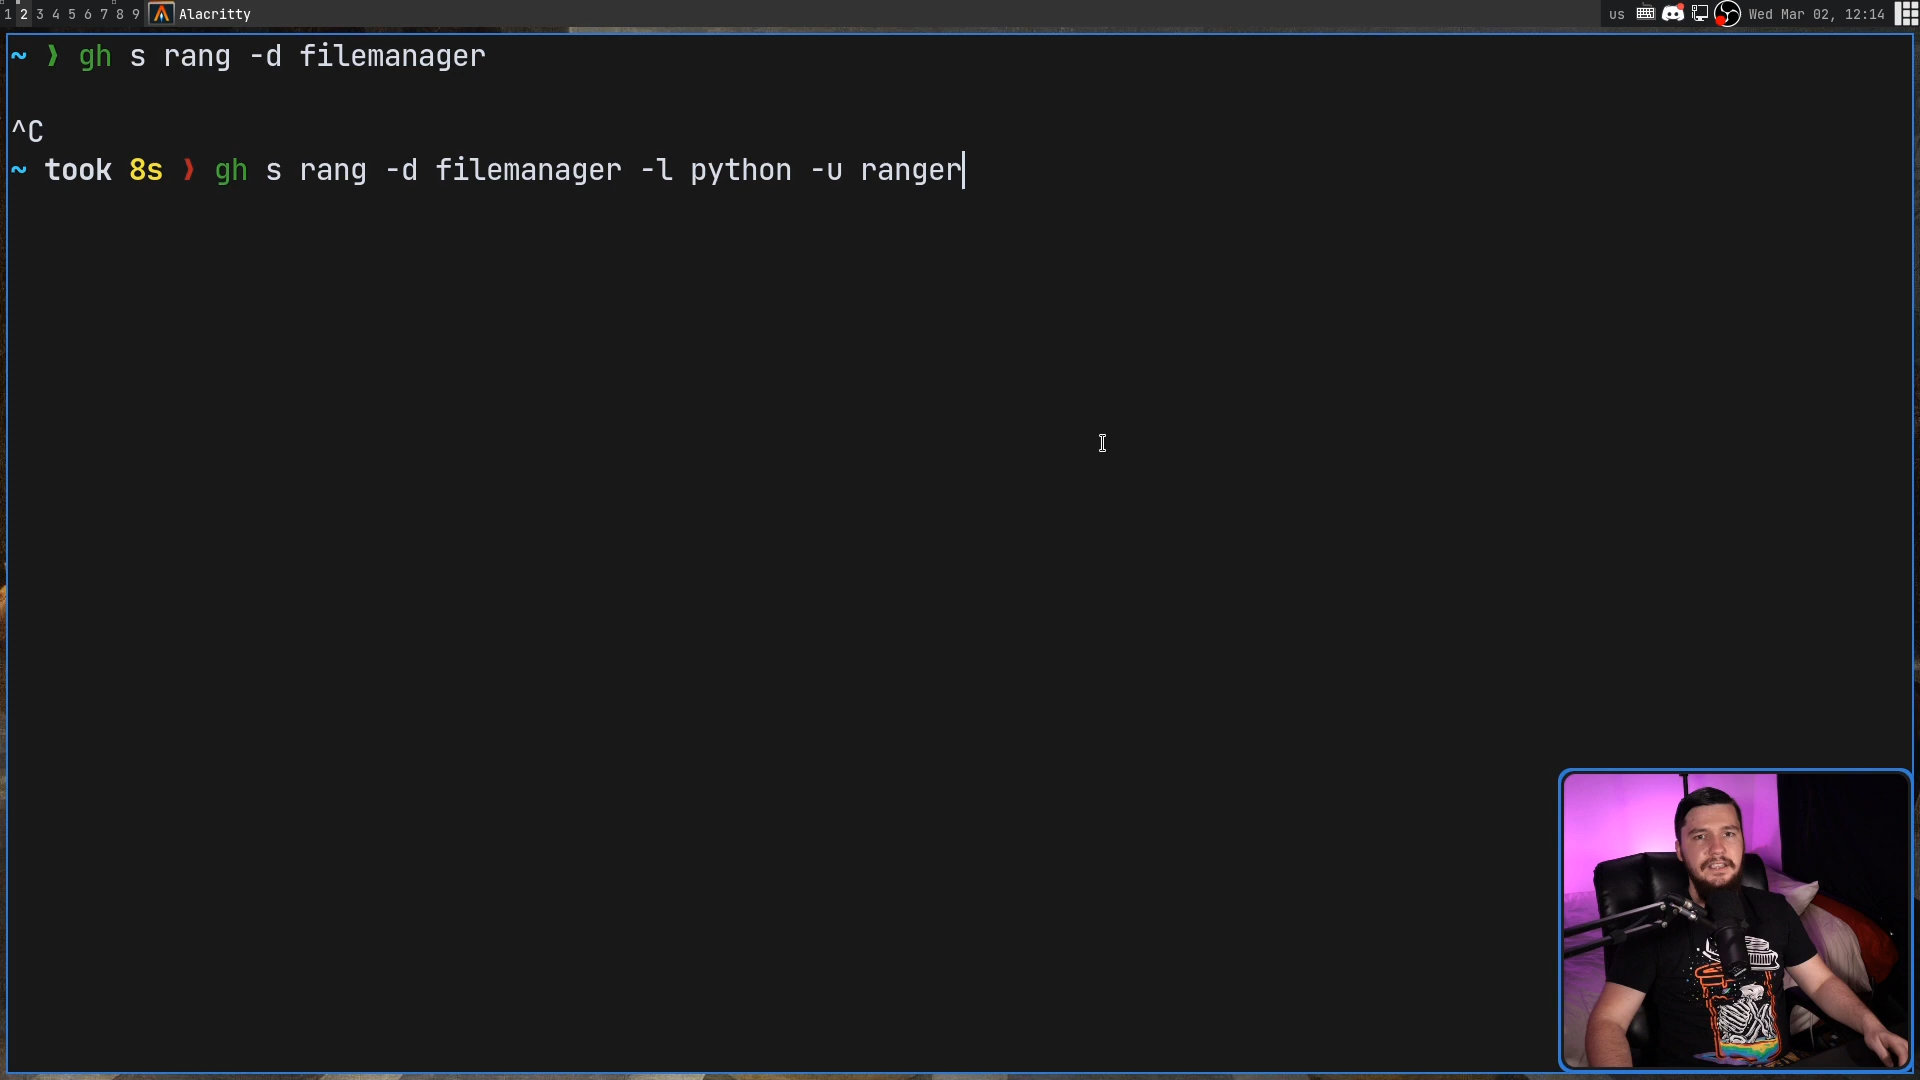 1 2 3 4 5 6 7 8 9 Alacritty us Wed Mar 02, 12:14
~ ❯ gh s rang -d filemanager
^C
~ took 8s ❯ gh s rang -d filemanager -l python -u ranger